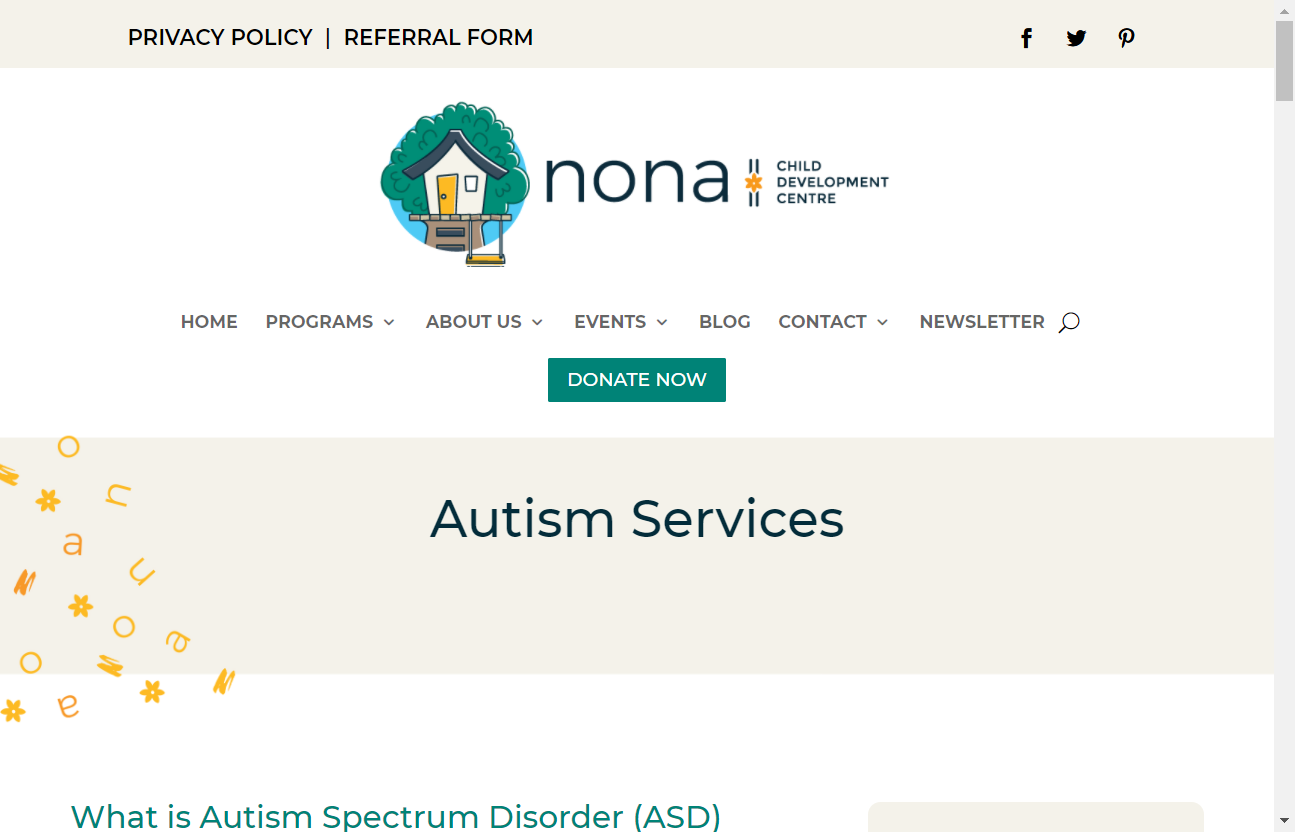 PRIVACY POLICY | REFERRAL FORM
nona CHILD DEVELOPMENT CENTRE
HOME PROGRAMS ABOUT US EVENTS BLOG CONTACT NEWSLETTER
DONATE NOW
Autism Services
What is Autism Spectrum Disorder (ASD)